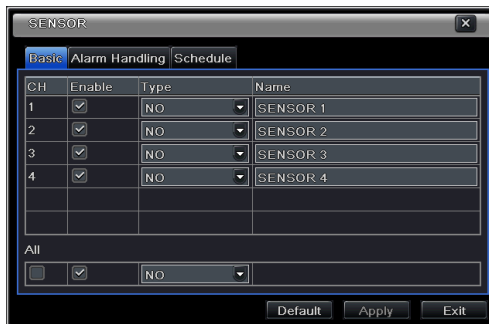 SENSOR
Basic Alarm Handling Schedule
CH Enable Type Name
1 NO SENSOR 1
2 NO SENSOR 2
3 NO SENSOR 3
4 NO SENSOR 4
All
NO
Default Apply Exit